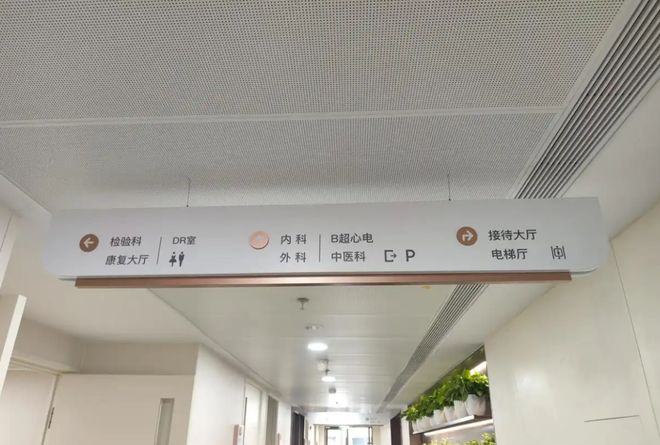 检验科 DR室
康复大厅
内科 B超心电
外科 中医科 P
接待大厅
电梯厅